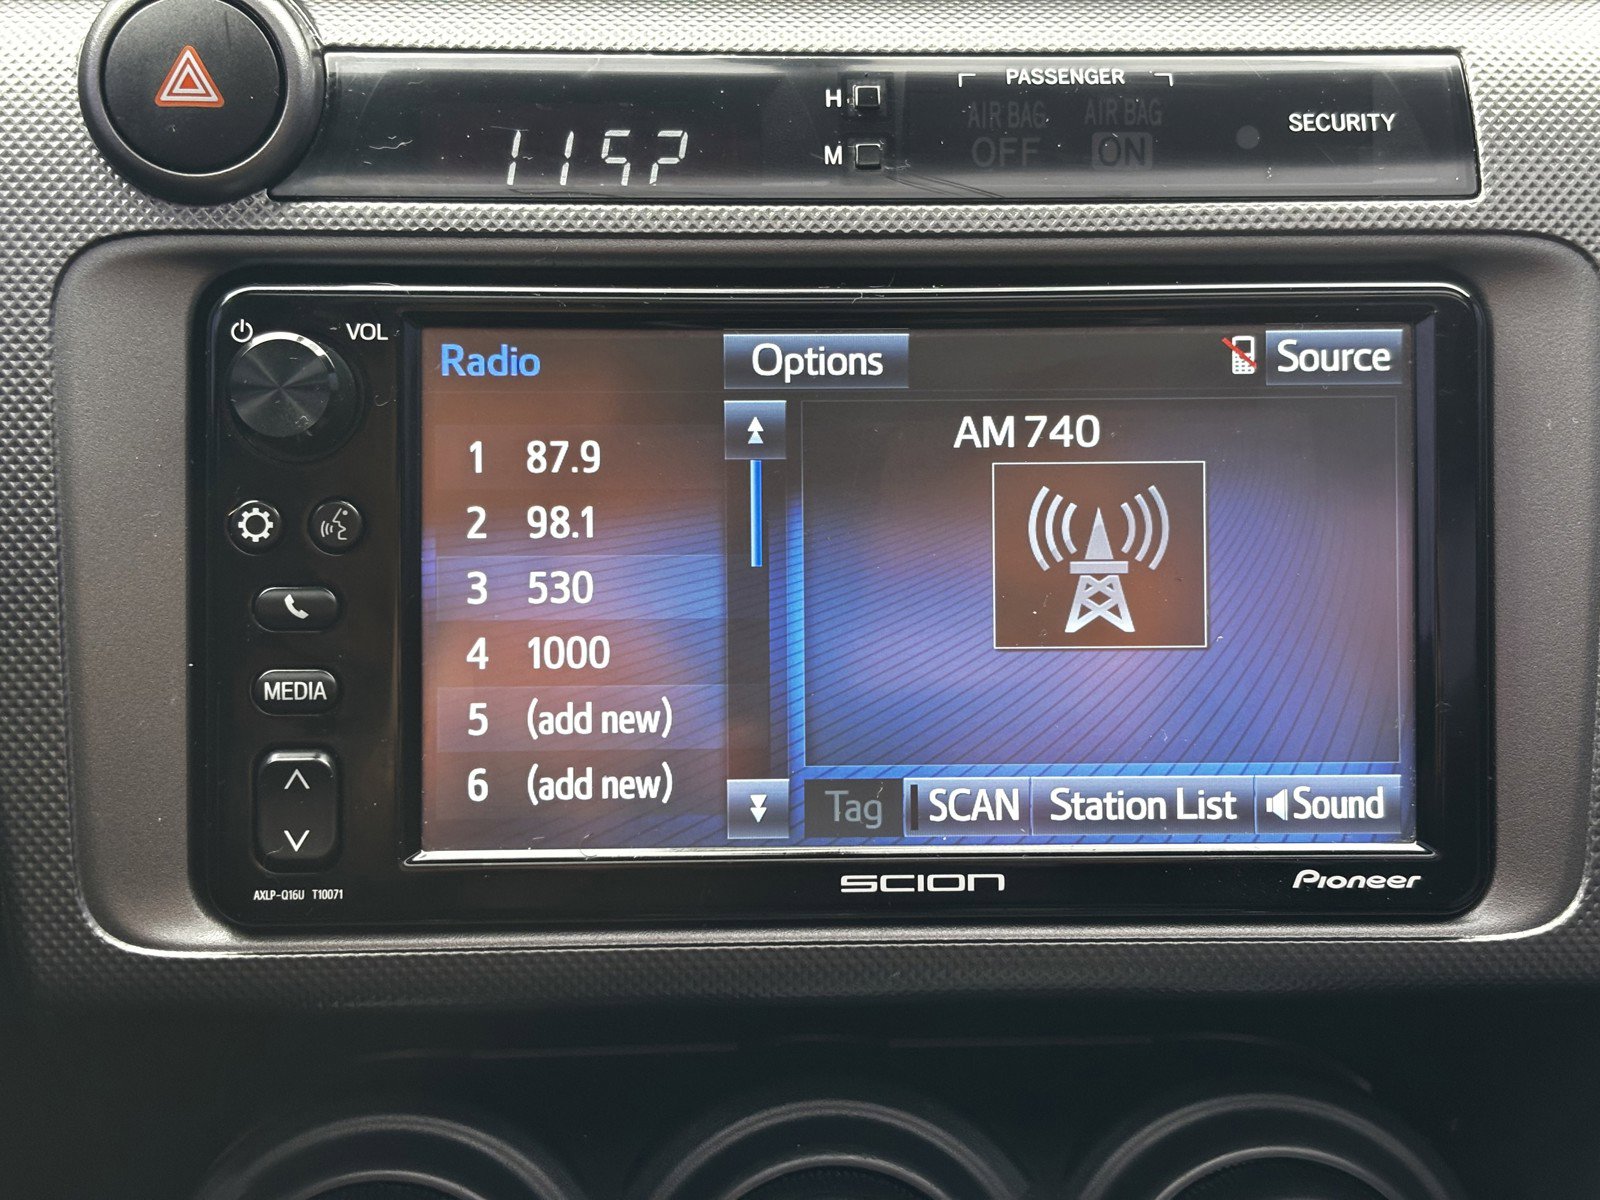 PASSENGER
H
AIR BAG AIR BAG
1157
M
OFF ON
SECURITY
VOL
Radio
Options
Source
AM 740
1 87.9
2 98.1
3 530
4 1000
5 (add new)
6 (add new)
MEDIA
Tag
SCAN
Station List
Sound
AXLP-Q16U T10071
SCION
Pioneer